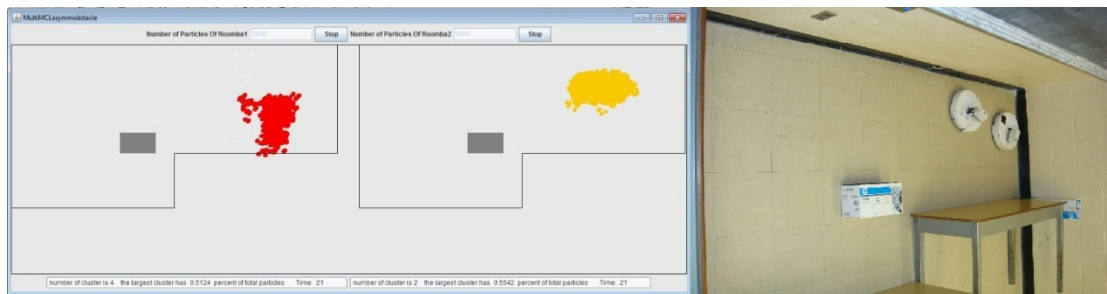 MultiMCLasymmobstacle
Number of Particles Of Roomba1 5000 Stop Number of Particles Of Roomba2 5000 Stop
number of cluster is 4 the largest cluster has 0.5124 percent of total particles Time: 21
number of cluster is 2 the largest cluster has 0.5542 percent of total particles Time: 21